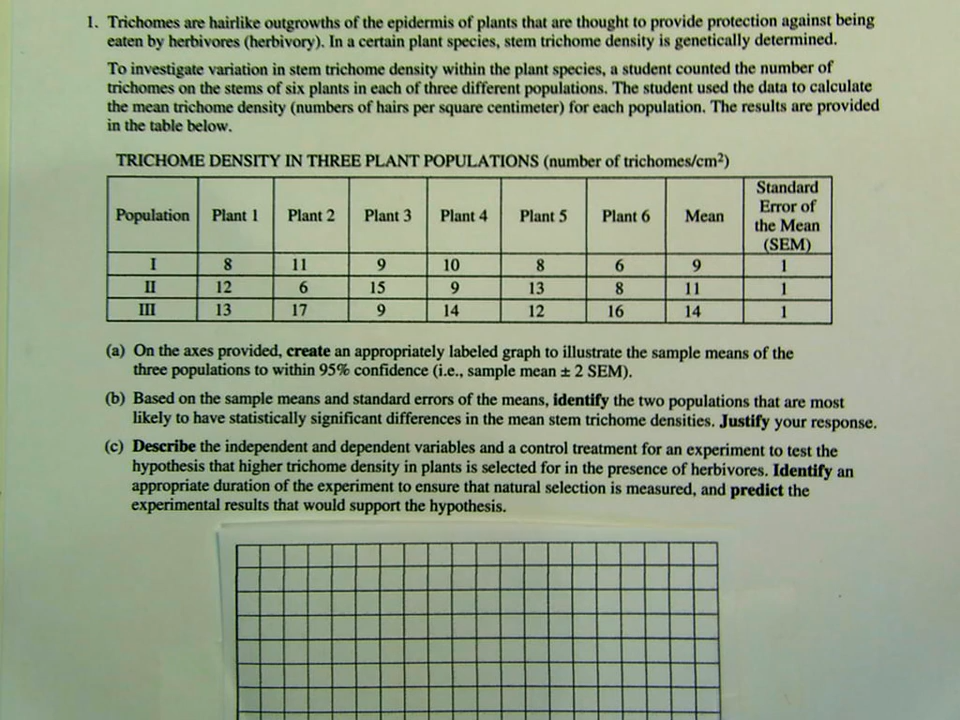 1. Trichomes are hairlike outgrowths of the epidermis of plants that are thought to provide protection against being
eaten by herbivores (herbivory). In a certain plant species, stem trichome density is genetically determined.
To investigate variation in stem trichome density within the plant species, a student counted the number of
trichomes on the stems of six plants in each of three different populations. The student used the data to calculate
the mean trichome density (numbers of hairs per square centimeter) for each population. The results are provided
in the table below.
TRICHOME DENSITY IN THREE PLANT POPULATIONS (number of trichomes/cm²)
Population Plant 1 Plant 2 Plant 3 Plant 4 Plant 5 Plant 6 Mean Standard Error of the Mean (SEM)
I 8 11 9 10 8 6 9 1
II 12 6 15 9 13 8 11 1
III 13 17 9 14 12 16 14 1
(a) On the axes provided, create an appropriately labeled graph to illustrate the sample means of the
three populations to within 95% confidence (i.e., sample mean ± 2 SEM).
(b) Based on the sample means and standard errors of the means, identify the two populations that are most
likely to have statistically significant differences in the mean stem trichome densities. Justify your response.
(c) Describe the independent and dependent variables and a control treatment for an experiment to test the
hypothesis that higher trichome density in plants is selected for in the presence of herbivores. Identify an
appropriate duration of the experiment to ensure that natural selection is measured, and predict the
experimental results that would support the hypothesis.